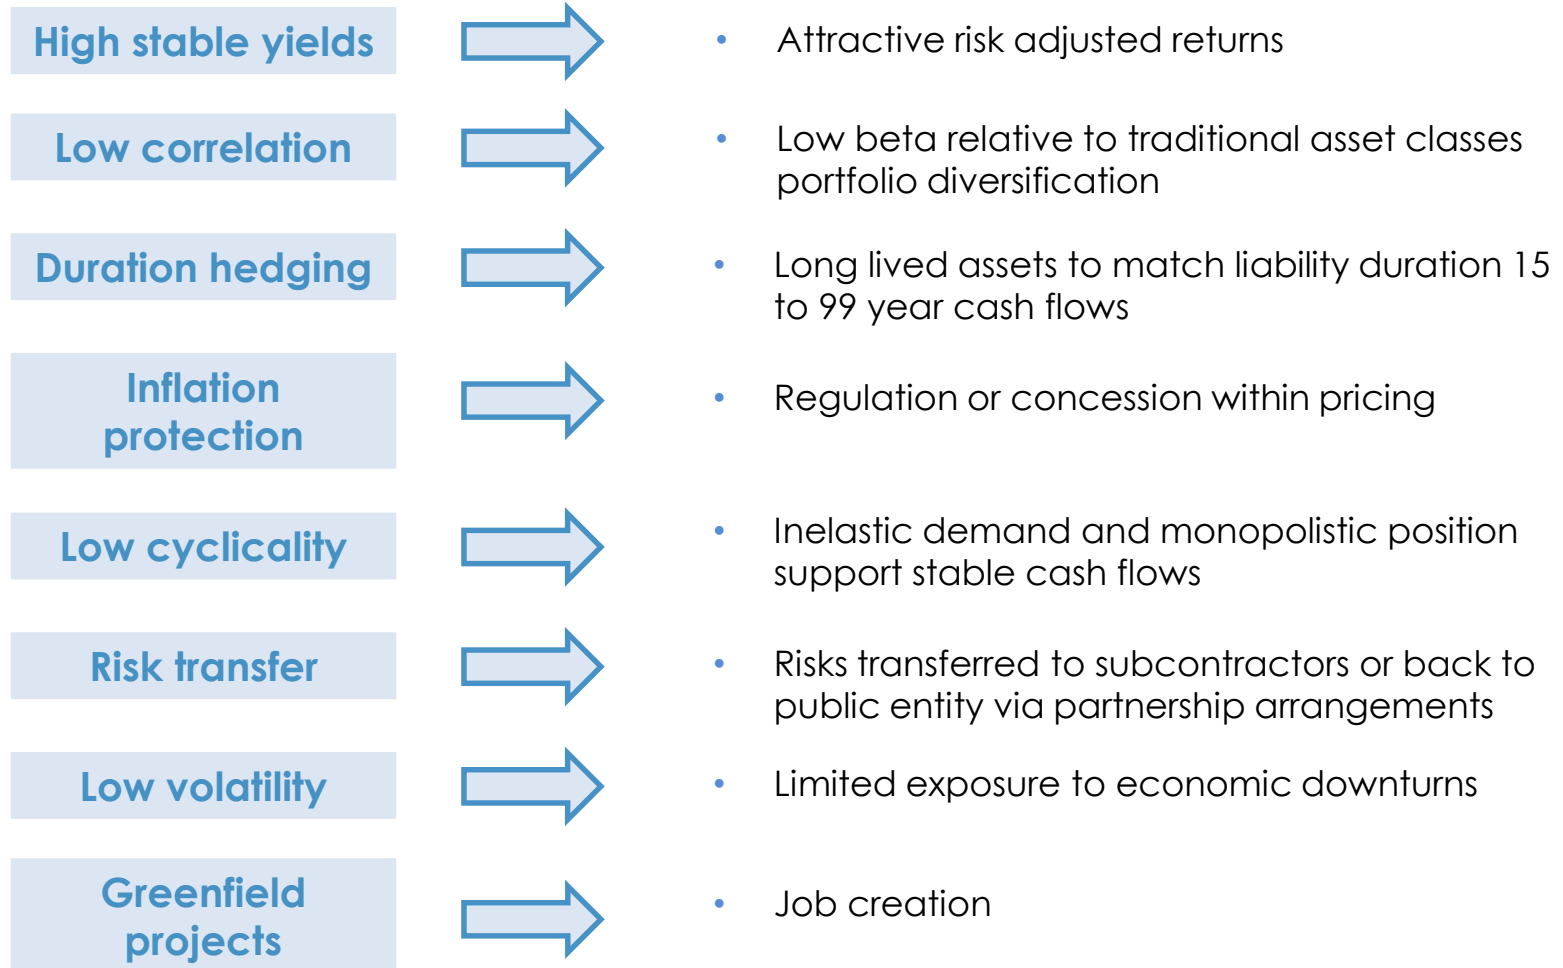 High stable yields
• Attractive risk adjusted returns
Low correlation
• Low beta relative to traditional asset classes
portfolio diversification
Duration hedging
• Long lived assets to match liability duration 15
to 99 year cash flows
Inflation
protection
• Regulation or concession within pricing
Low cyclicality
• Inelastic demand and monopolistic position
support stable cash flows
Risk transfer
• Risks transferred to subcontractors or back to
public entity via partnership arrangements
Low volatility
• Limited exposure to economic downturns
Greenfield
projects
• Job creation